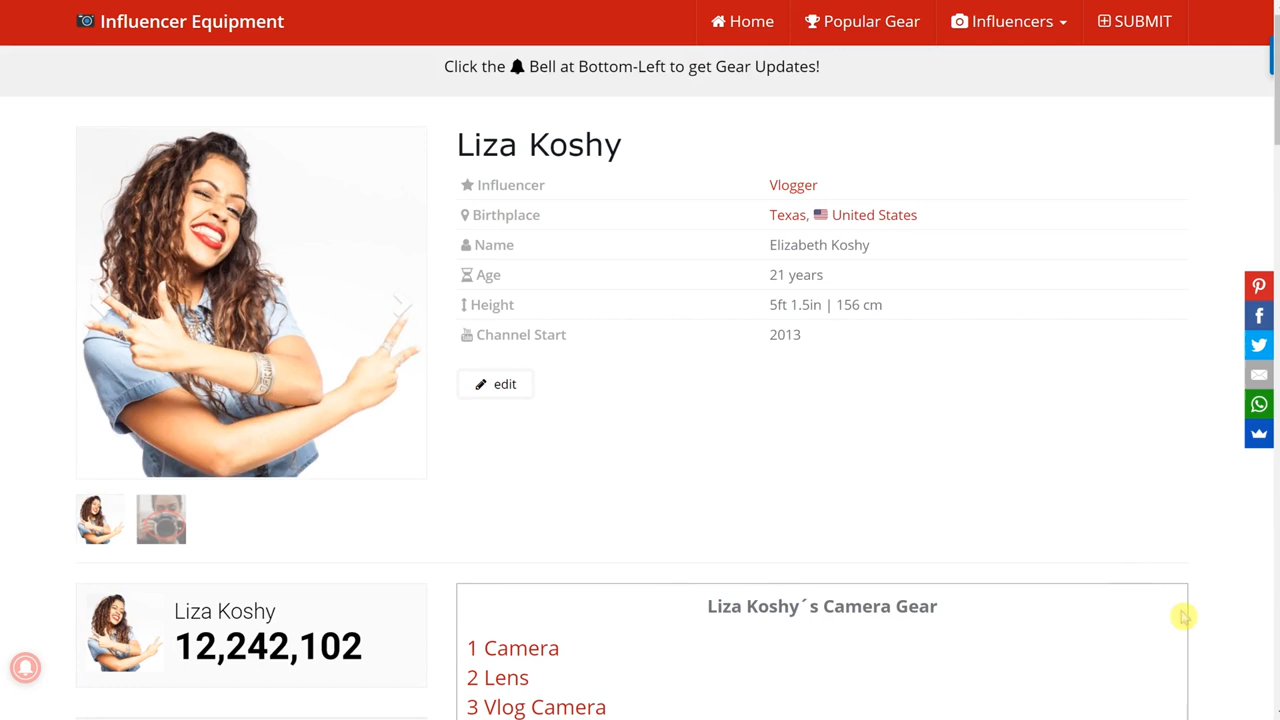 Influencer Equipment
Home
Popular Gear
Influencers
SUBMIT
Click the Bell at Bottom-Left to get Gear Updates!
Liza Koshy
Influencer Vlogger
Birthplace Texas, United States
Name Elizabeth Koshy
Age 21 years
Height 5ft 1.5in | 156 cm
Channel Start 2013
edit
Liza Koshy
12,242,102
Liza Koshy´s Camera Gear
1 Camera
2 Lens
3 Vlog Camera